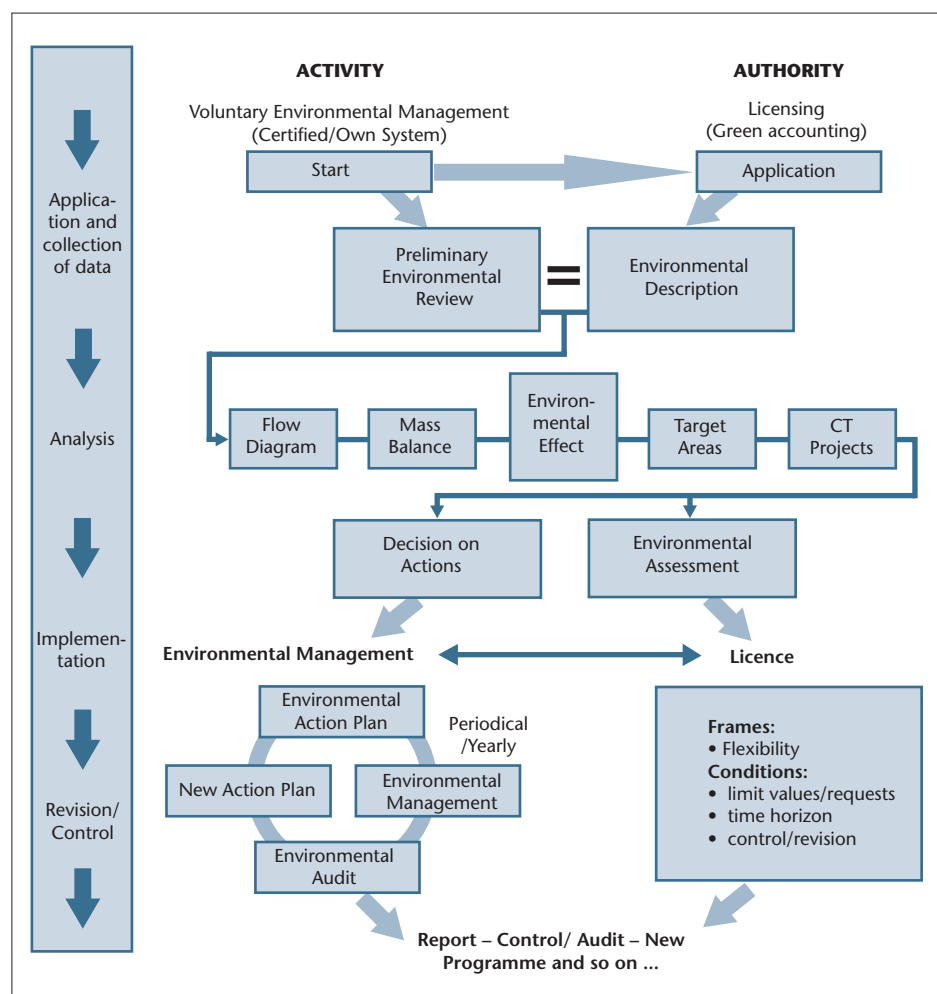 ACTIVITY
AUTHORITY
Voluntary Environmental Management
(Certified/Own System)
Licensing
(Green accounting)
Start
Application
Applica-
tion and
collection
of data
Preliminary
Environmental
Review
=
Environmental
Description
Analysis
Flow
Diagram
Mass
Balance
Environ-
mental
Effect
Target
Areas
CT
Projects
Decision on
Actions
Environmental
Assessment
Implemen-
tation
Environmental Management
Licence
Environmental
Action Plan
Periodical
/Yearly
New Action Plan
Environmental
Management
Environmental
Audit
Frames:
• Flexibility
Conditions:
• limit values/requests
• time horizon
• control/revision
Revision/
Control
Report – Control/ Audit – New
Programme and so on ...